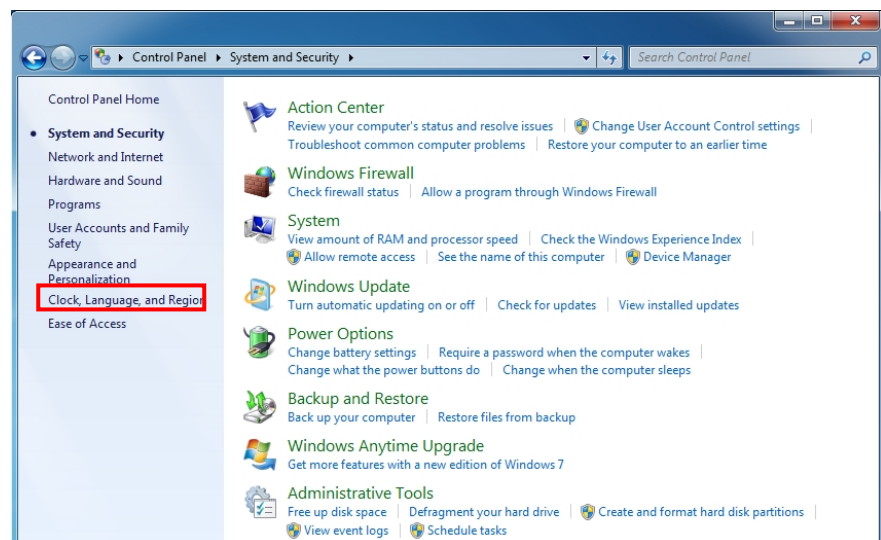 Control Panel ▸ System and Security ▸
Search Control Panel
Control Panel Home
System and Security
Network and Internet
Hardware and Sound
Programs
User Accounts and Family
Safety
Appearance and
Personalization
Clock, Language, and Region
Ease of Access
Action Center
Review your computer's status and resolve issues | Change User Account Control settings |
Troubleshoot common computer problems | Restore your computer to an earlier time
Windows Firewall
Check firewall status | Allow a program through Windows Firewall
System
View amount of RAM and processor speed | Check the Windows Experience Index |
Allow remote access | See the name of this computer | Device Manager
Windows Update
Turn automatic updating on or off | Check for updates | View installed updates
Power Options
Change battery settings | Require a password when the computer wakes |
Change what the power buttons do | Change when the computer sleeps
Backup and Restore
Back up your computer | Restore files from backup
Windows Anytime Upgrade
Get more features with a new edition of Windows 7
Administrative Tools
Free up disk space | Defragment your hard drive | Create and format hard disk partitions |
View event logs | Schedule tasks